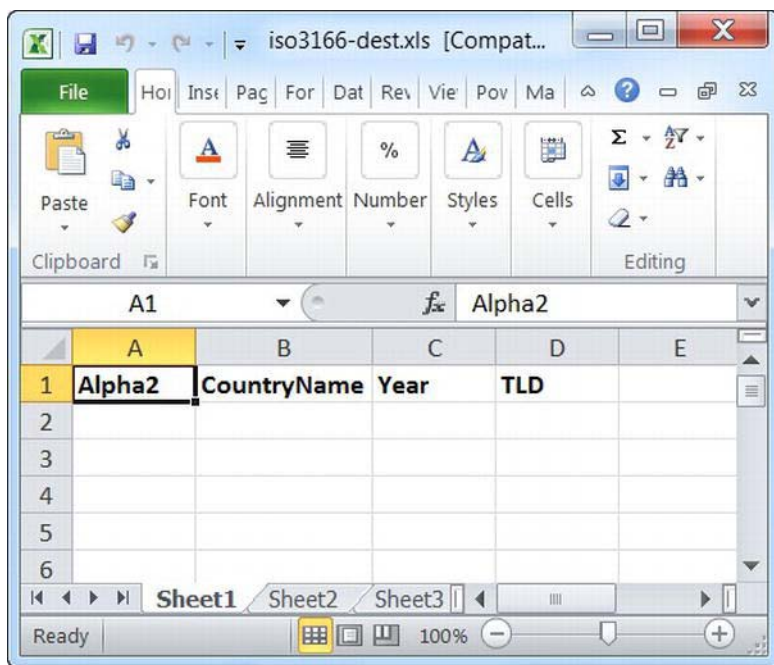 iso3166-dest.xls [Compat...
File Hoı Inse Pag For Dat Rev Vie Pov Ma
Paste Font Alignment Number Styles Cells
%
Σ
Clipboard Editing
A1 fx Alpha2
A B C D E
1 Alpha2 CountryName Year TLD
2
3
4
5
6
Sheet1 Sheet2 Sheet3
Ready 100%